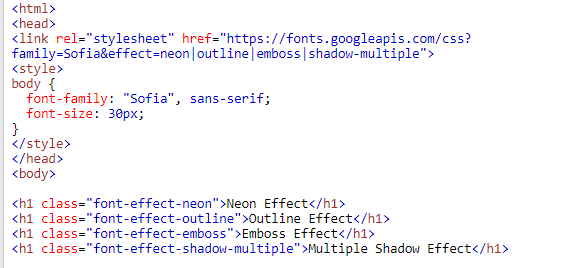 <html>
<head>
<link rel="stylesheet" href="https://fonts.googleapis.com/css?
family=Sofia&effect=neon|outline|emboss|shadow-multiple">
<style>
body {
  font-family: "Sofia", sans-serif;
  font-size: 30px;
}
</style>
</head>
<body>

<h1 class="font-effect-neon">Neon Effect</h1>
<h1 class="font-effect-outline">Outline Effect</h1>
<h1 class="font-effect-emboss">Emboss Effect</h1>
<h1 class="font-effect-shadow-multiple">Multiple Shadow Effect</h1>